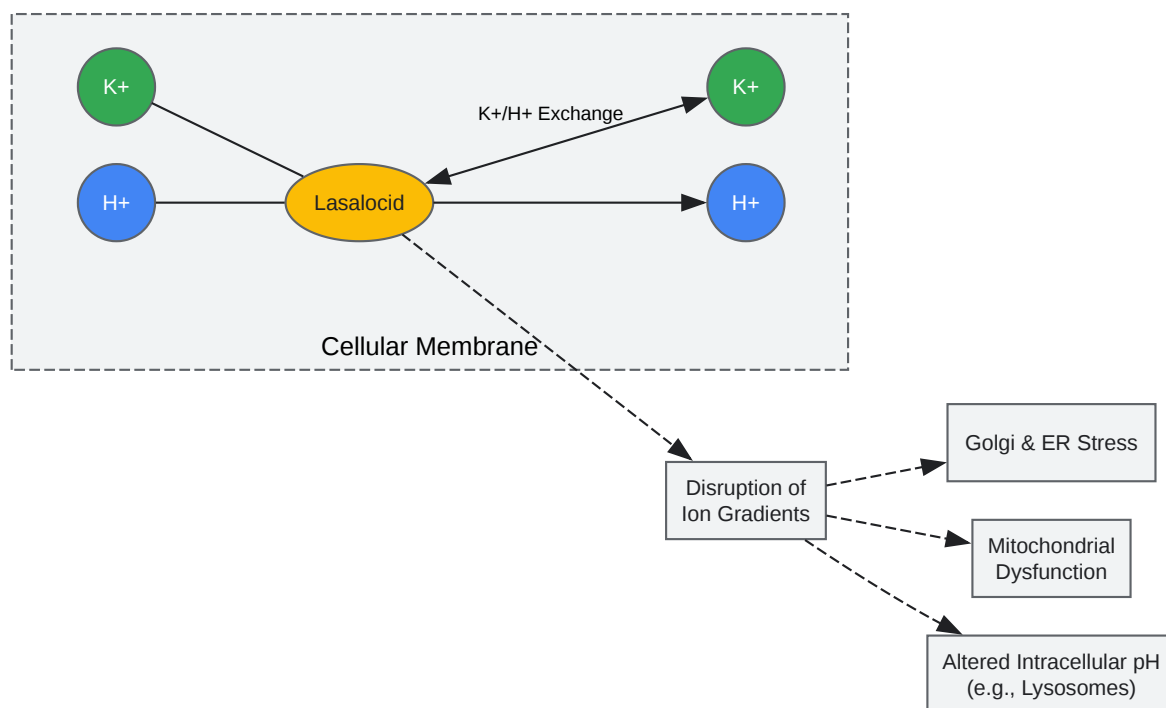 K+
K+
K+/H+ Exchange
H+
Lasalocid
H+
Cellular Membrane
Golgi & ER Stress
Disruption of
Ion Gradients
Mitochondrial
Dysfunction
Altered Intracellular pH
(e.g., Lysosomes)